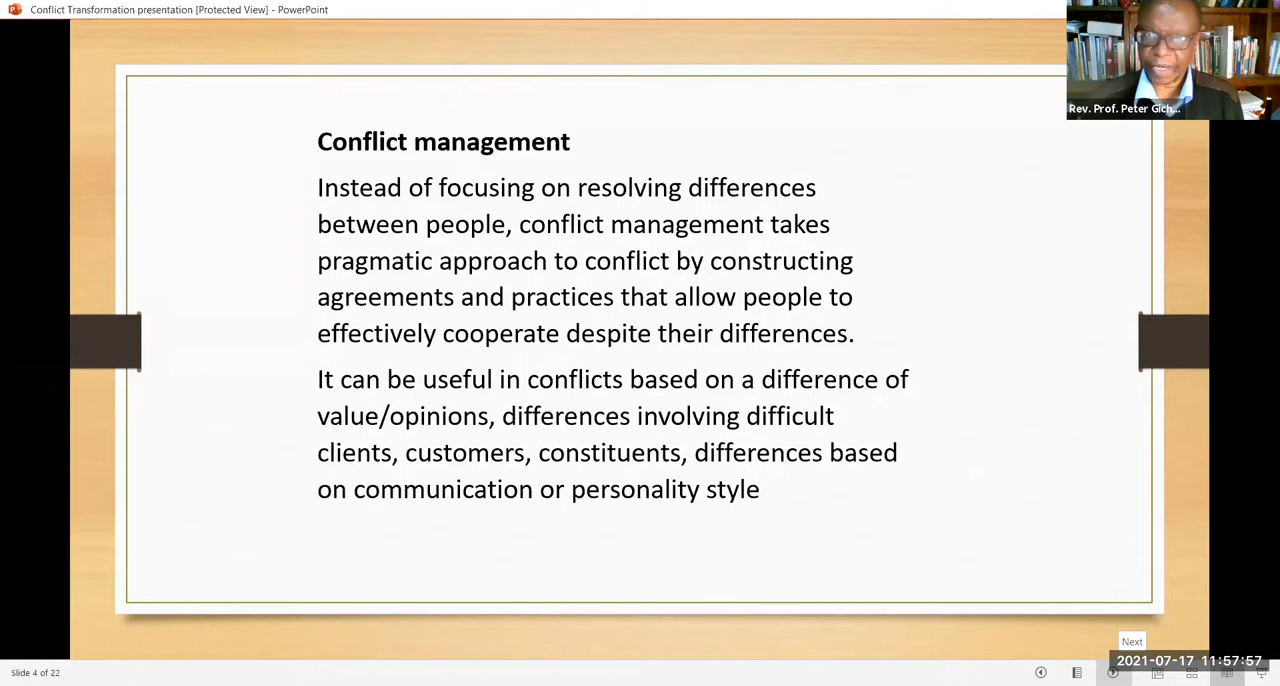 Conflict Transformation presentation [Protected View] - PowerPoint
Rev. Prof. Peter Gich...
Conflict management
Instead of focusing on resolving differences
between people, conflict management takes
pragmatic approach to conflict by constructing
agreements and practices that allow people to
effectively cooperate despite their differences.
It can be useful in conflicts based on a difference of
value/opinions, differences involving difficult
clients, customers, constituents, differences based
on communication or personality style
Next
2021-07-17 11:57:57
Slide 4 of 22